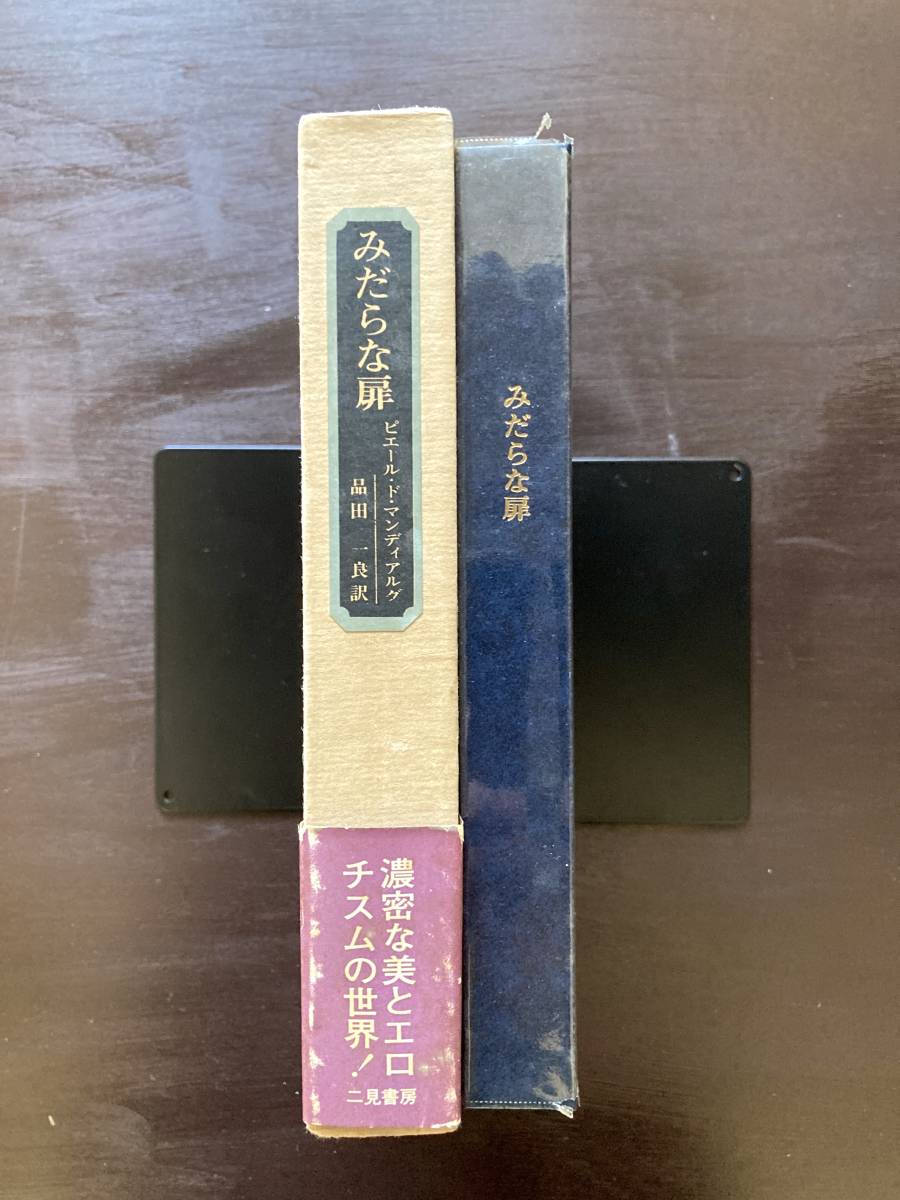 みだらな扉
ピエール・ド・マンディアルグ
品田 一良訳
濃密な美とエロ
チスムの世界!
二見書房
みだらな扉